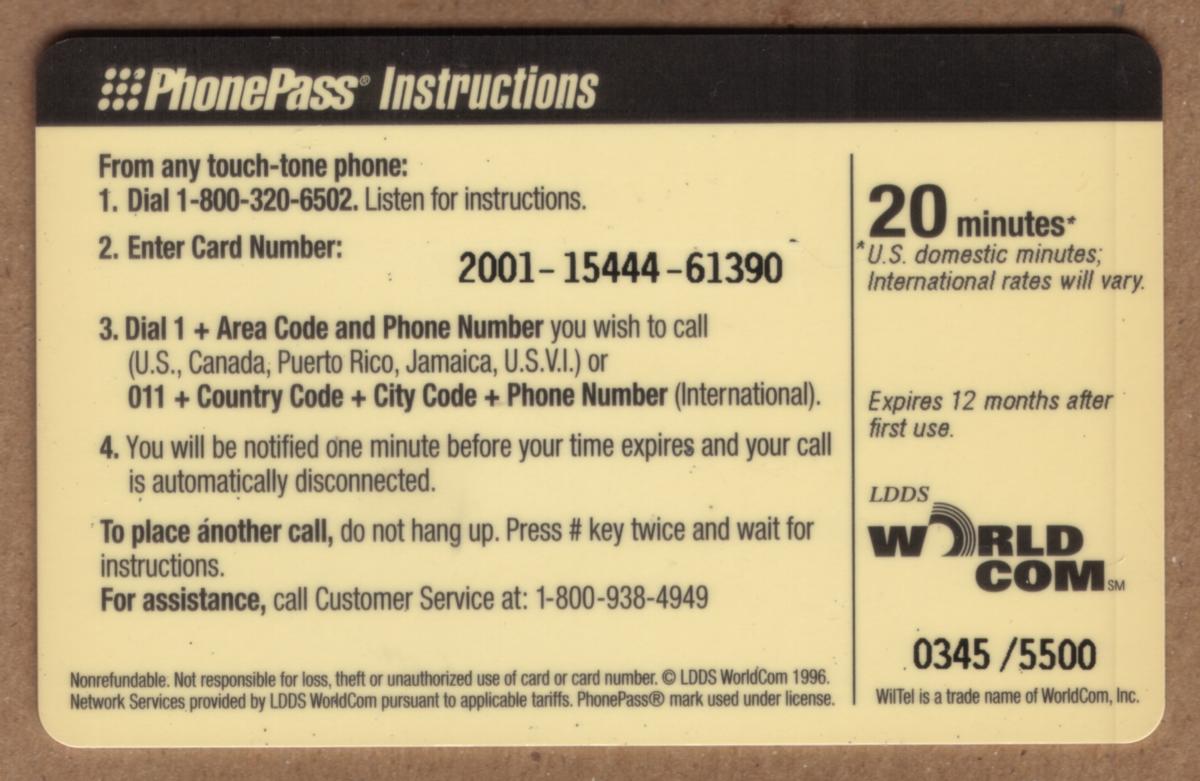 PhonePass® Instructions
From any touch-tone phone:
1. Dial 1-800-320-6502. Listen for instructions.
2. Enter Card Number:
2001-15444-61390
3. Dial 1 + Area Code and Phone Number you wish to call
(U.S., Canada, Puerto Rico, Jamaica, U.S.V.I.) or
011 + Country Code + City Code + Phone Number (International).
4. You will be notified one minute before your time expires and your call
is automatically disconnected.
To place another call, do not hang up. Press # key twice and wait for
instructions.
For assistance, call Customer Service at: 1-800-938-4949
Nonrefundable. Not responsible for loss, theft or unauthorized use of card or card number. © LDDS WorldCom 1996.
Network Services provided by LDDS WorldCom pursuant to applicable tariffs. PhonePass® mark used under license.
20 minutes*
*U.S. domestic minutes;
International rates will vary.
Expires 12 months after
first use.
LDDS
WORLD
COM SM
0345 /5500
WilTel is a trade name of WorldCom, Inc.